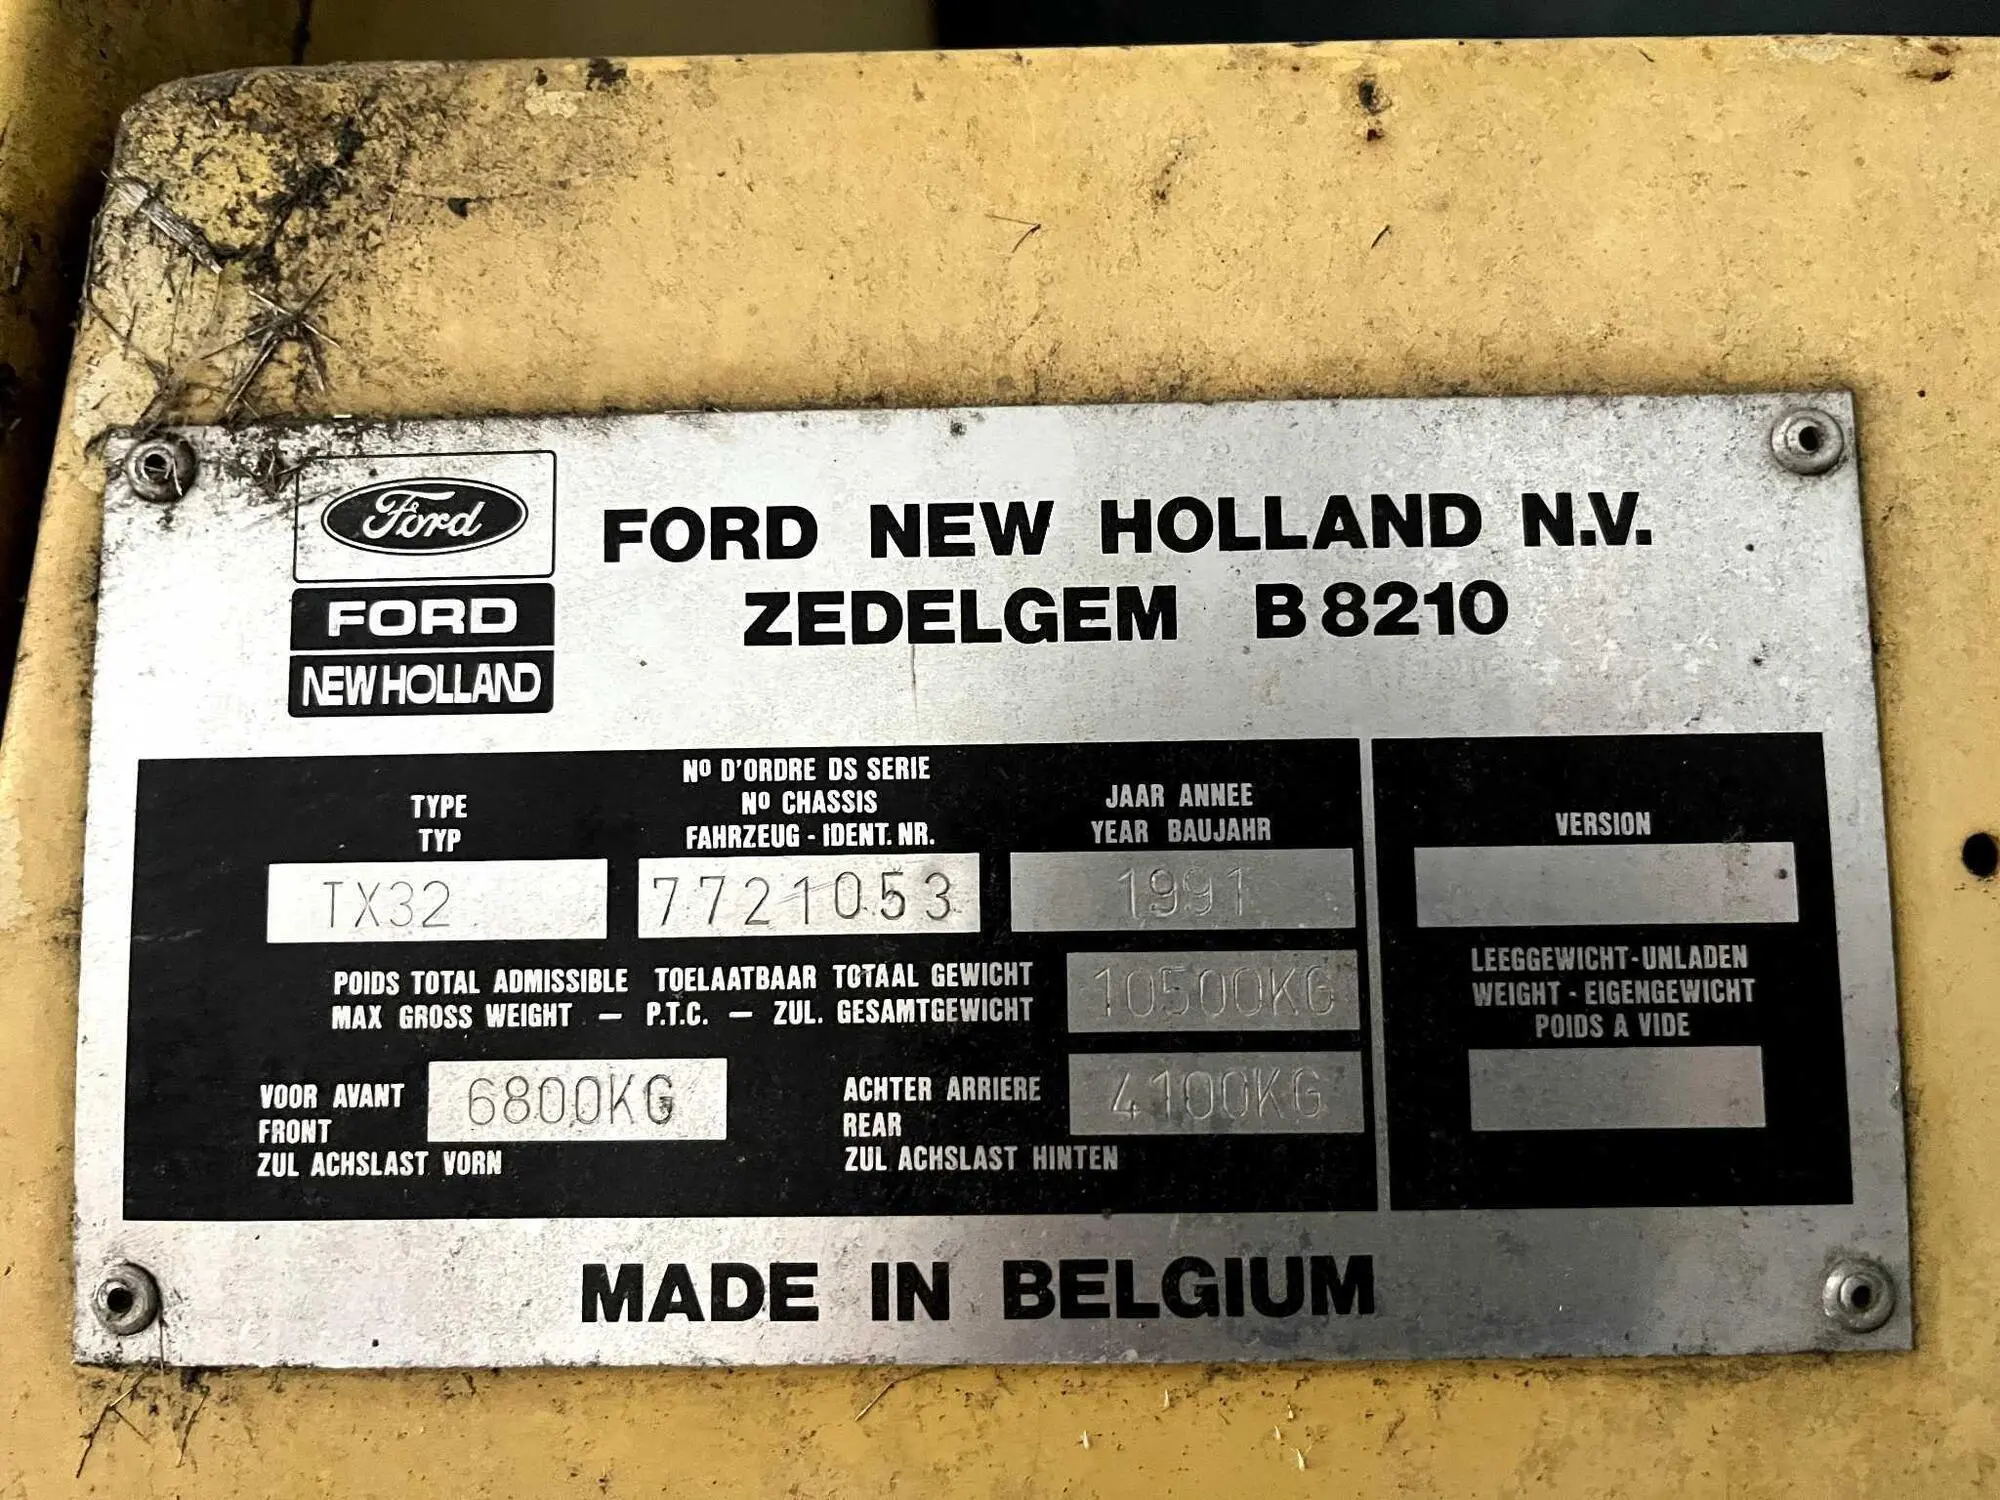 Ford
FORD
NEW HOLLAND
FORD NEW HOLLAND N.V.
ZEDELGEM B8210
TYPE
TYP
TX32
Nº D'ORDRE DS SERIE
Nº CHASSIS
FAHRZEUG - IDENT. NR.
7721053
JAAR ANNEE
YEAR BAUJAHR
1991
VERSION
POIDS TOTAL ADMISSIBLE TOELAATBAAR TOTAAL GEWICHT
MAX GROSS WEIGHT — P.T.C. — ZUL. GESAMTGEWICHT
10500KG
LEEGGEWICHT-UNLADEN
WEIGHT - EIGENGEWICHT
POIDS A VIDE
VOOR AVANT
FRONT
ZUL ACHSLAST VORN
6800KG
ACHTER ARRIERE
REAR
ZUL ACHSLAST HINTEN
4100KG
MADE IN BELGIUM